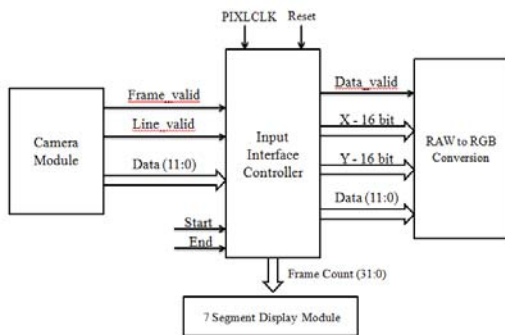 PIXLCLK Reset
Frame_valid
Line_valid
Data (11:0)
Camera
Module
Start
End
Input
Interface
Controller
Data_valid
X - 16 bit
Y - 16 bit
Data (11:0)
RAW to RGB
Conversion
Frame Count (31:0)
7 Segment Display Module